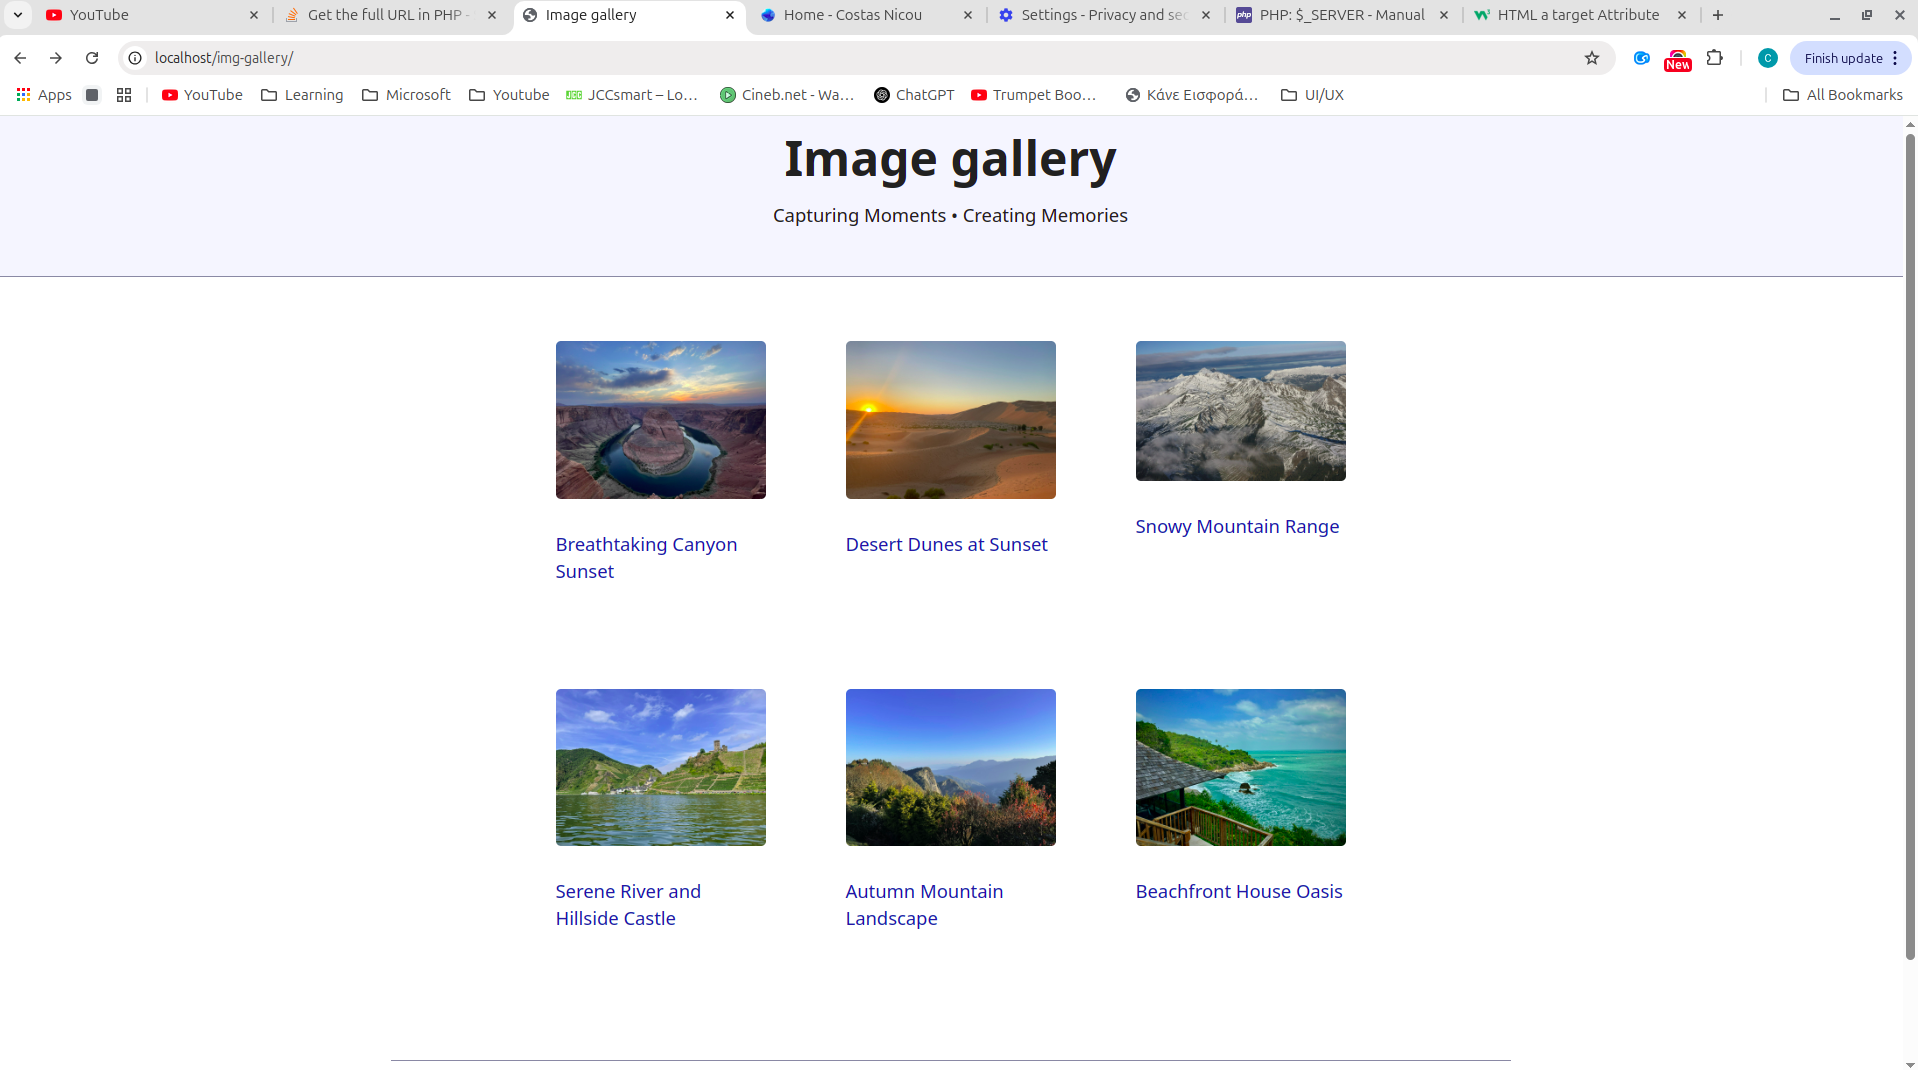 YouTube
Get the full URL in PHP -
Image gallery
Home - Costas Nicou
Settings - Privacy and sec
PHP: $_SERVER - Manual
HTML a target Attribute
localhost/img-gallery/
New
C
Finish update
Apps
YouTube
Learning
Microsoft
Youtube
JCCsmart – Lo...
Cineb.net - Wa...
ChatGPT
Trumpet Boo...
Κάνε Εισφορά...
UI/UX
All Bookmarks
Image gallery
Capturing Moments • Creating Memories
Breathtaking Canyon
Sunset
Desert Dunes at Sunset
Snowy Mountain Range
Serene River and
Hillside Castle
Autumn Mountain
Landscape
Beachfront House Oasis